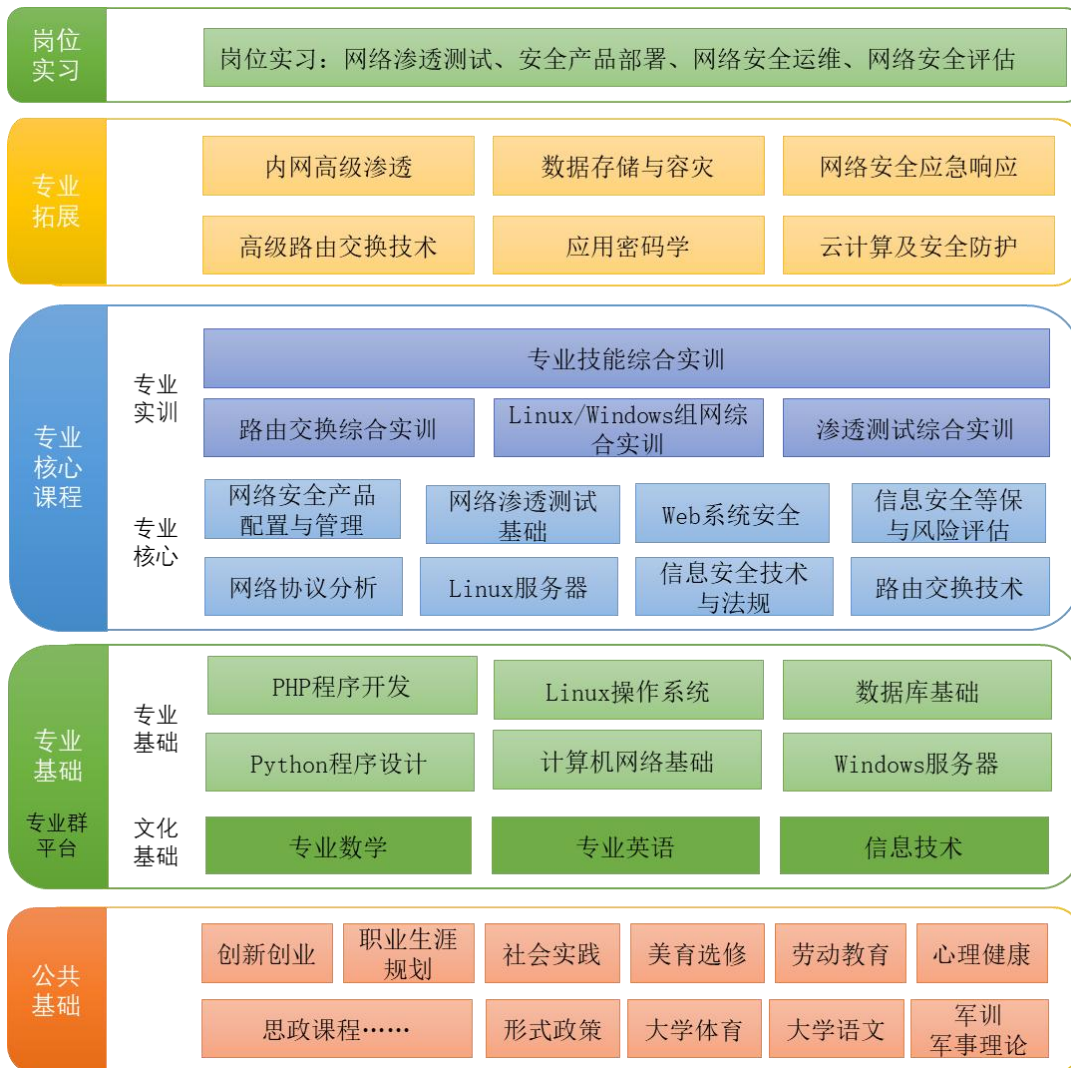 岗位
实习
岗位实习：网络渗透测试、安全产品部署、网络安全运维、网络安全评估
专业
拓展
内网高级渗透
数据存储与容灾
网络安全应急响应
高级路由交换技术
应用密码学
云计算及安全防护
专业
核心
课程
专业
实训
专业技能综合实训
路由交换综合实训
Linux/Windows组网综
合实训
渗透测试综合实训
专业
核心
网络安全产品
配置与管理
网络渗透测试
基础
Web系统安全
信息安全等保
与风险评估
网络协议分析
Linux服务器
信息安全技术
与法规
路由交换技术
专业
基础
专业群
平台
专业
基础
PHP程序开发
Linux操作系统
数据库基础
Python程序设计
计算机网络基础
Windows服务器
文化
基础
专业数学
专业英语
信息技术
公共
基础
创新创业
职业生涯
规划
社会实践
美育选修
劳动教育
心理健康
思政课程……
形式政策
大学体育
大学语文
军训
军事理论